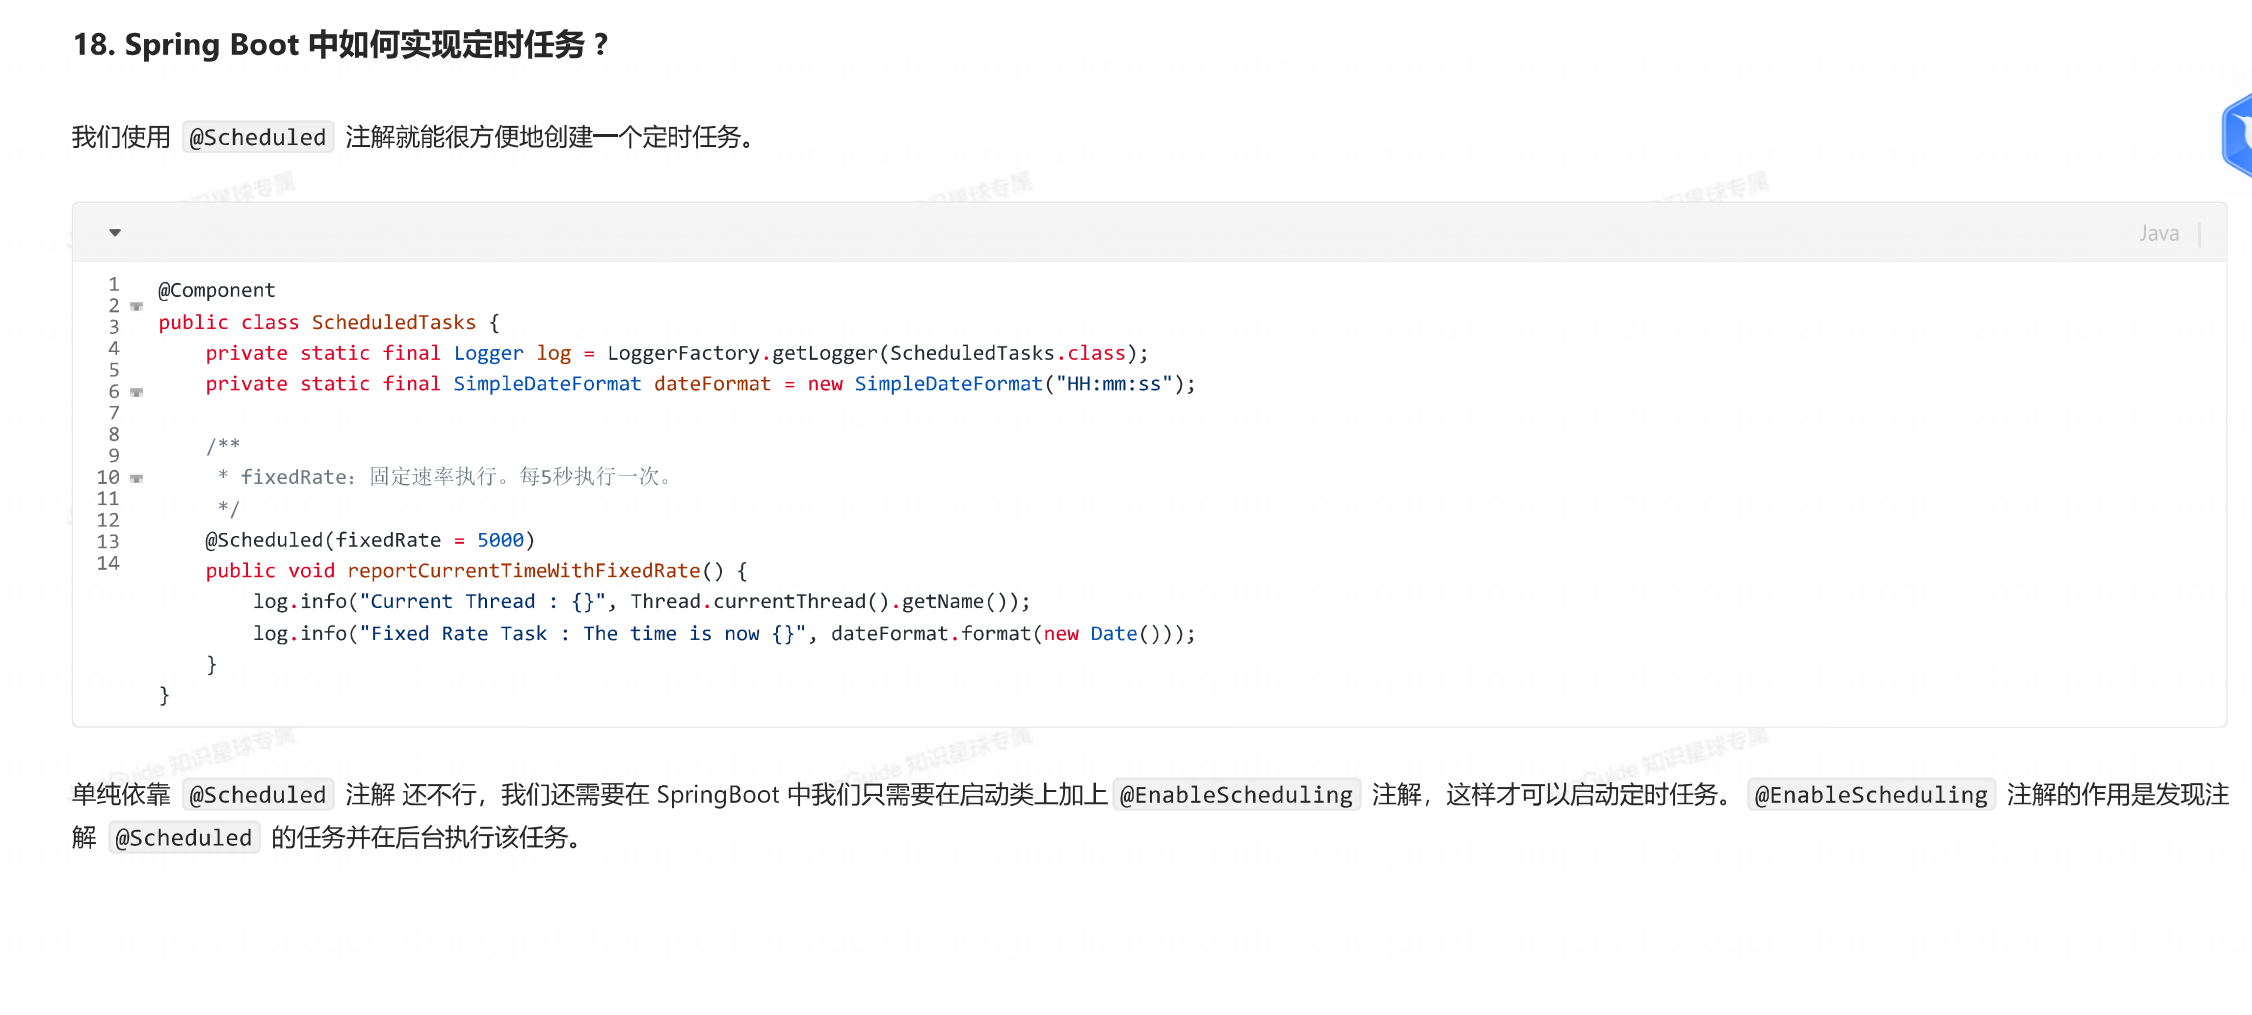 18. Spring Boot 中如何实现定时任务？
我们使用 @Scheduled 注解就能很方便地创建一个定时任务。
Java
1
2
3
4
5
6
7
8
9
10
11
12
13
14
@Component
public class ScheduledTasks {
    private static final Logger log = LoggerFactory.getLogger(ScheduledTasks.class);
    private static final SimpleDateFormat dateFormat = new SimpleDateFormat("HH:mm:ss");
    /**
     * fixedRate：固定速率执行。每5秒执行一次。
     */
    @Scheduled(fixedRate = 5000)
    public void reportCurrentTimeWithFixedRate() {
        log.info("Current Thread : {}", Thread.currentThread().getName());
        log.info("Fixed Rate Task : The time is now {}", dateFormat.format(new Date()));
    }
}
单纯依靠 @Scheduled 注解 还不行，我们还需要在 SpringBoot 中我们只需要在启动类上加上 @EnableScheduling 注解，这样才可以启动定时任务。 @EnableScheduling 注解的作用是发现注
解 @Scheduled 的任务并在后台执行该任务。